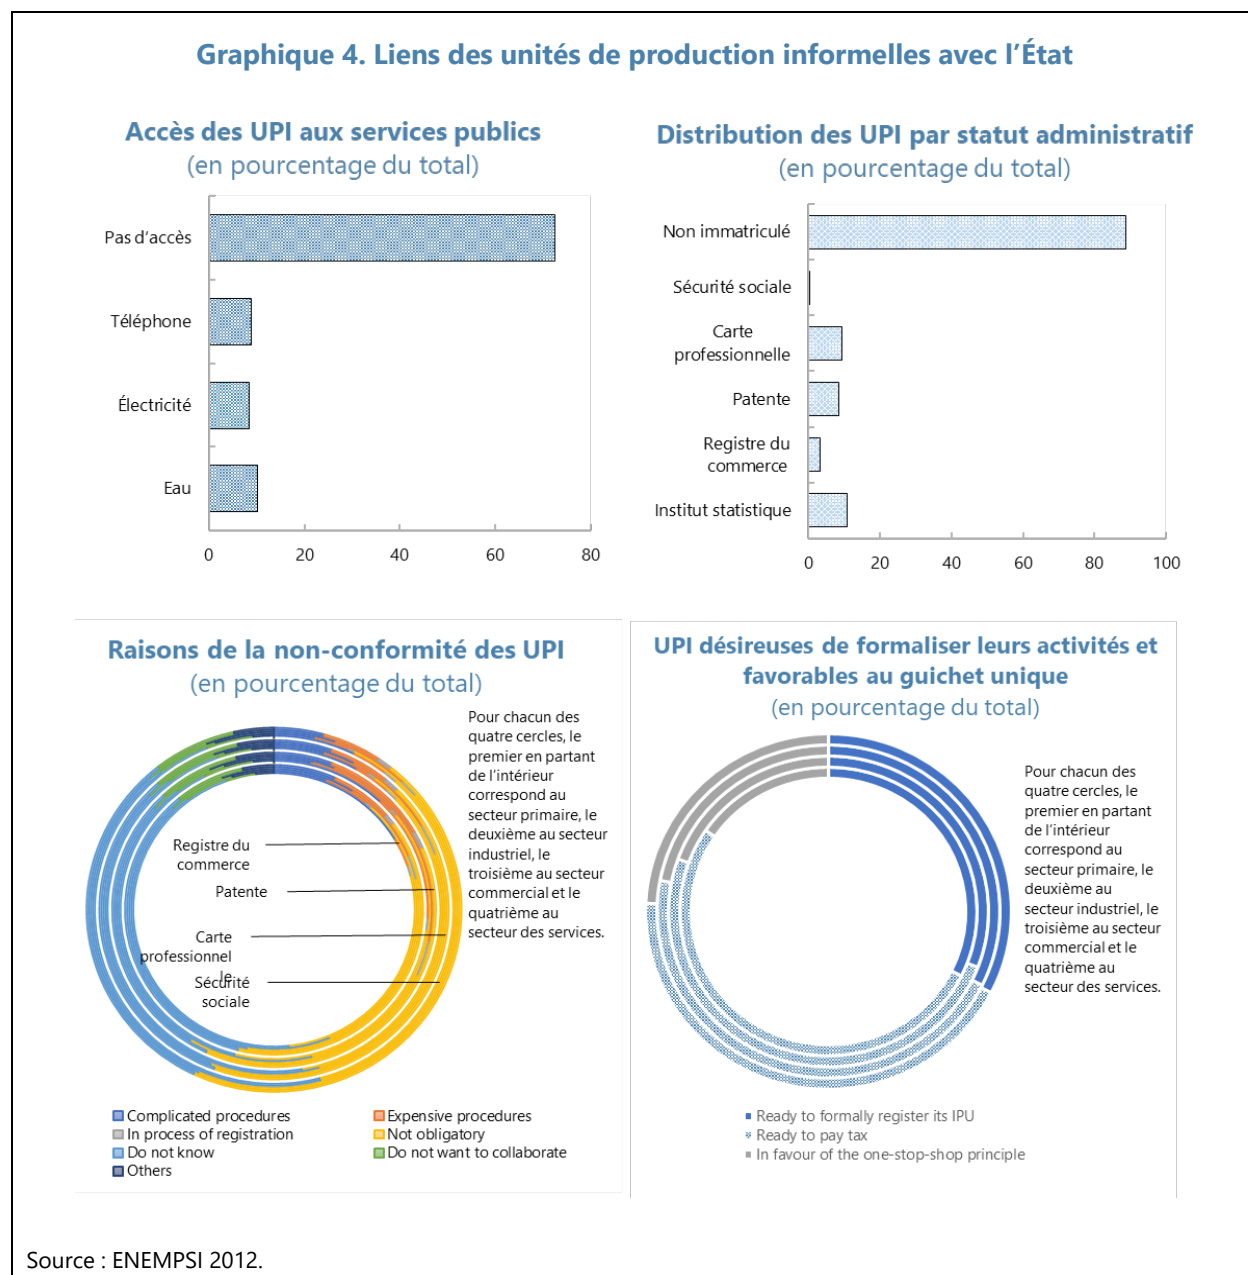 Graphique 4. Liens des unités de production informelles avec l’État
Accès des UPI aux services publics
(en pourcentage du total)
Pas d’accès
Téléphone
Électricité
Eau
0 20 40 60 80
Distribution des UPI par statut administratif
(en pourcentage du total)
Non immatriculé
Sécurité sociale
Carte
professionnelle
Patente
Registre du
commerce
Institut statistique
0 20 40 60 80 100
Raisons de la non-conformité des UPI
(en pourcentage du total)
Pour chacun des
quatre cercles, le
premier en partant
de l’intérieur
correspond au
secteur primaire, le
deuxième au secteur
industriel, le
troisième au secteur
commercial et le
quatrième au
secteur des services.
Registre du
commerce
Patente
Carte
professionnel
le
Sécurité
sociale
Complicated procedures
Expensive procedures
In process of registration
Not obligatory
Do not know
Do not want to collaborate
Others
UPI désireuses de formaliser leurs activités et
favorables au guichet unique
(en pourcentage du total)
Pour chacun des
quatre cercles, le
premier en partant
de l’intérieur
correspond au
secteur primaire, le
deuxième au
secteur industriel, le
troisième au secteur
commercial et le
quatrième au
secteur des services.
Ready to formally register its IPU
Ready to pay tax
In favour of the one-stop-shop principle
Source : ENEMPSI 2012.